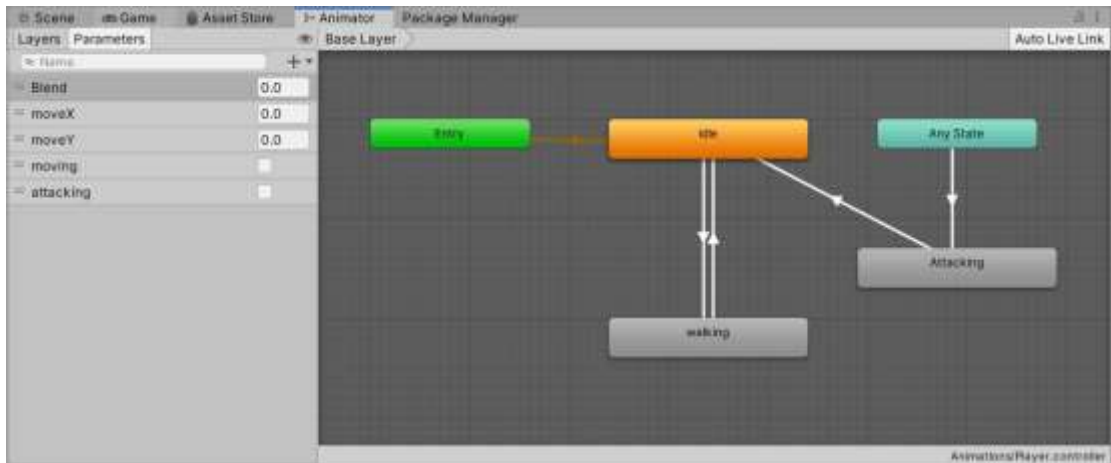 Scene Game Asset Store Animator Package Manager
Layers Parameters Base Layer Auto Live Link
Name
Blend 0.0
moveX 0.0
moveY 0.0
moving
attacking
Entry Idle Any State
Attacking
walking
Animations/Player.controller